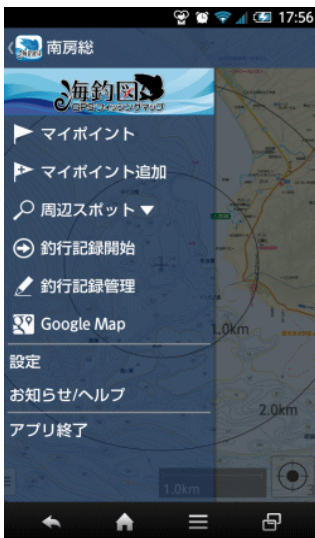 17:56
南房総
海釣図
GPSフィッシングマップ
マイポイント
マイポイント追加
周辺スポット▼
釣行記録開始
釣行記録管理
Google Map
1.0km
設定
お知らせ/ヘルプ
2.0km
アプリ終了
1.0km